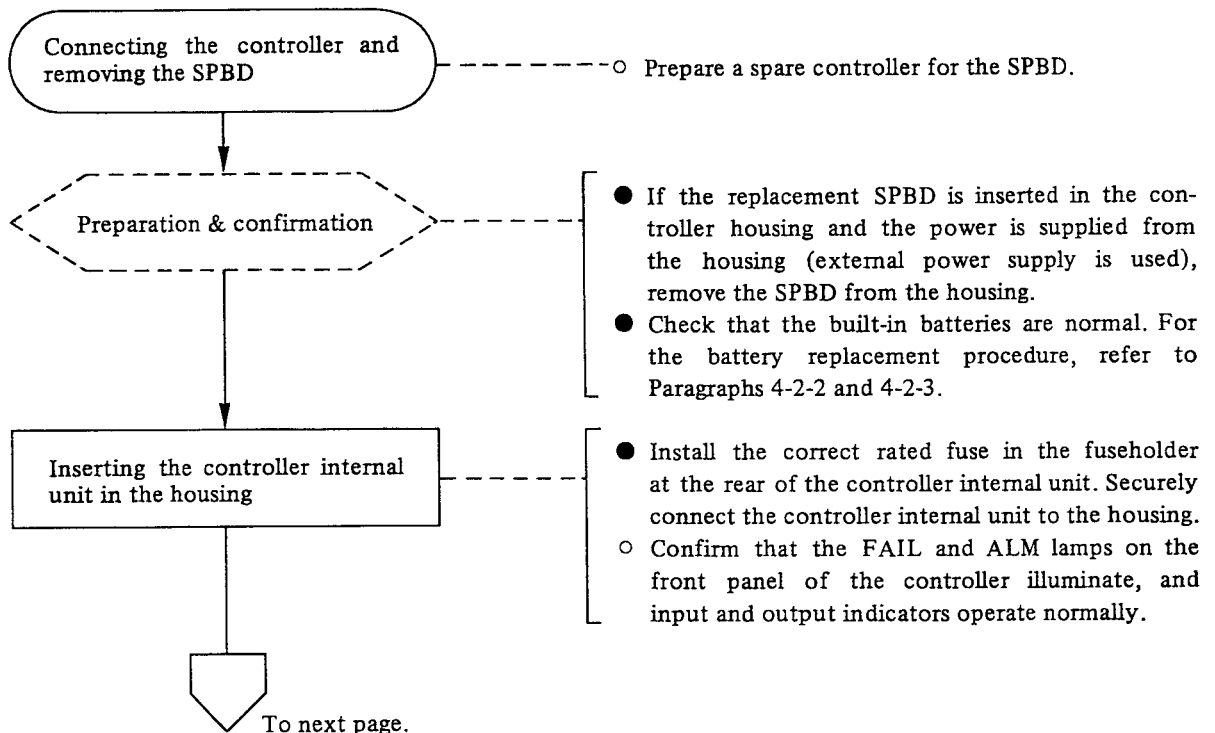 Connecting the controller and
removing the SPBD
○ Prepare a spare controller for the SPBD.
Preparation & confirmation
● If the replacement SPBD is inserted in the con-
troller housing and the power is supplied from
the housing (external power supply is used),
remove the SPBD from the housing.
● Check that the built-in batteries are normal. For
the battery replacement procedure, refer to
Paragraphs 4-2-2 and 4-2-3.
Inserting the controller internal
unit in the housing
● Install the correct rated fuse in the fuseholder
at the rear of the controller internal unit. Securely
connect the controller internal unit to the housing.
○ Confirm that the FAIL and ALM lamps on the
front panel of the controller illuminate, and
input and output indicators operate normally.
To next page.